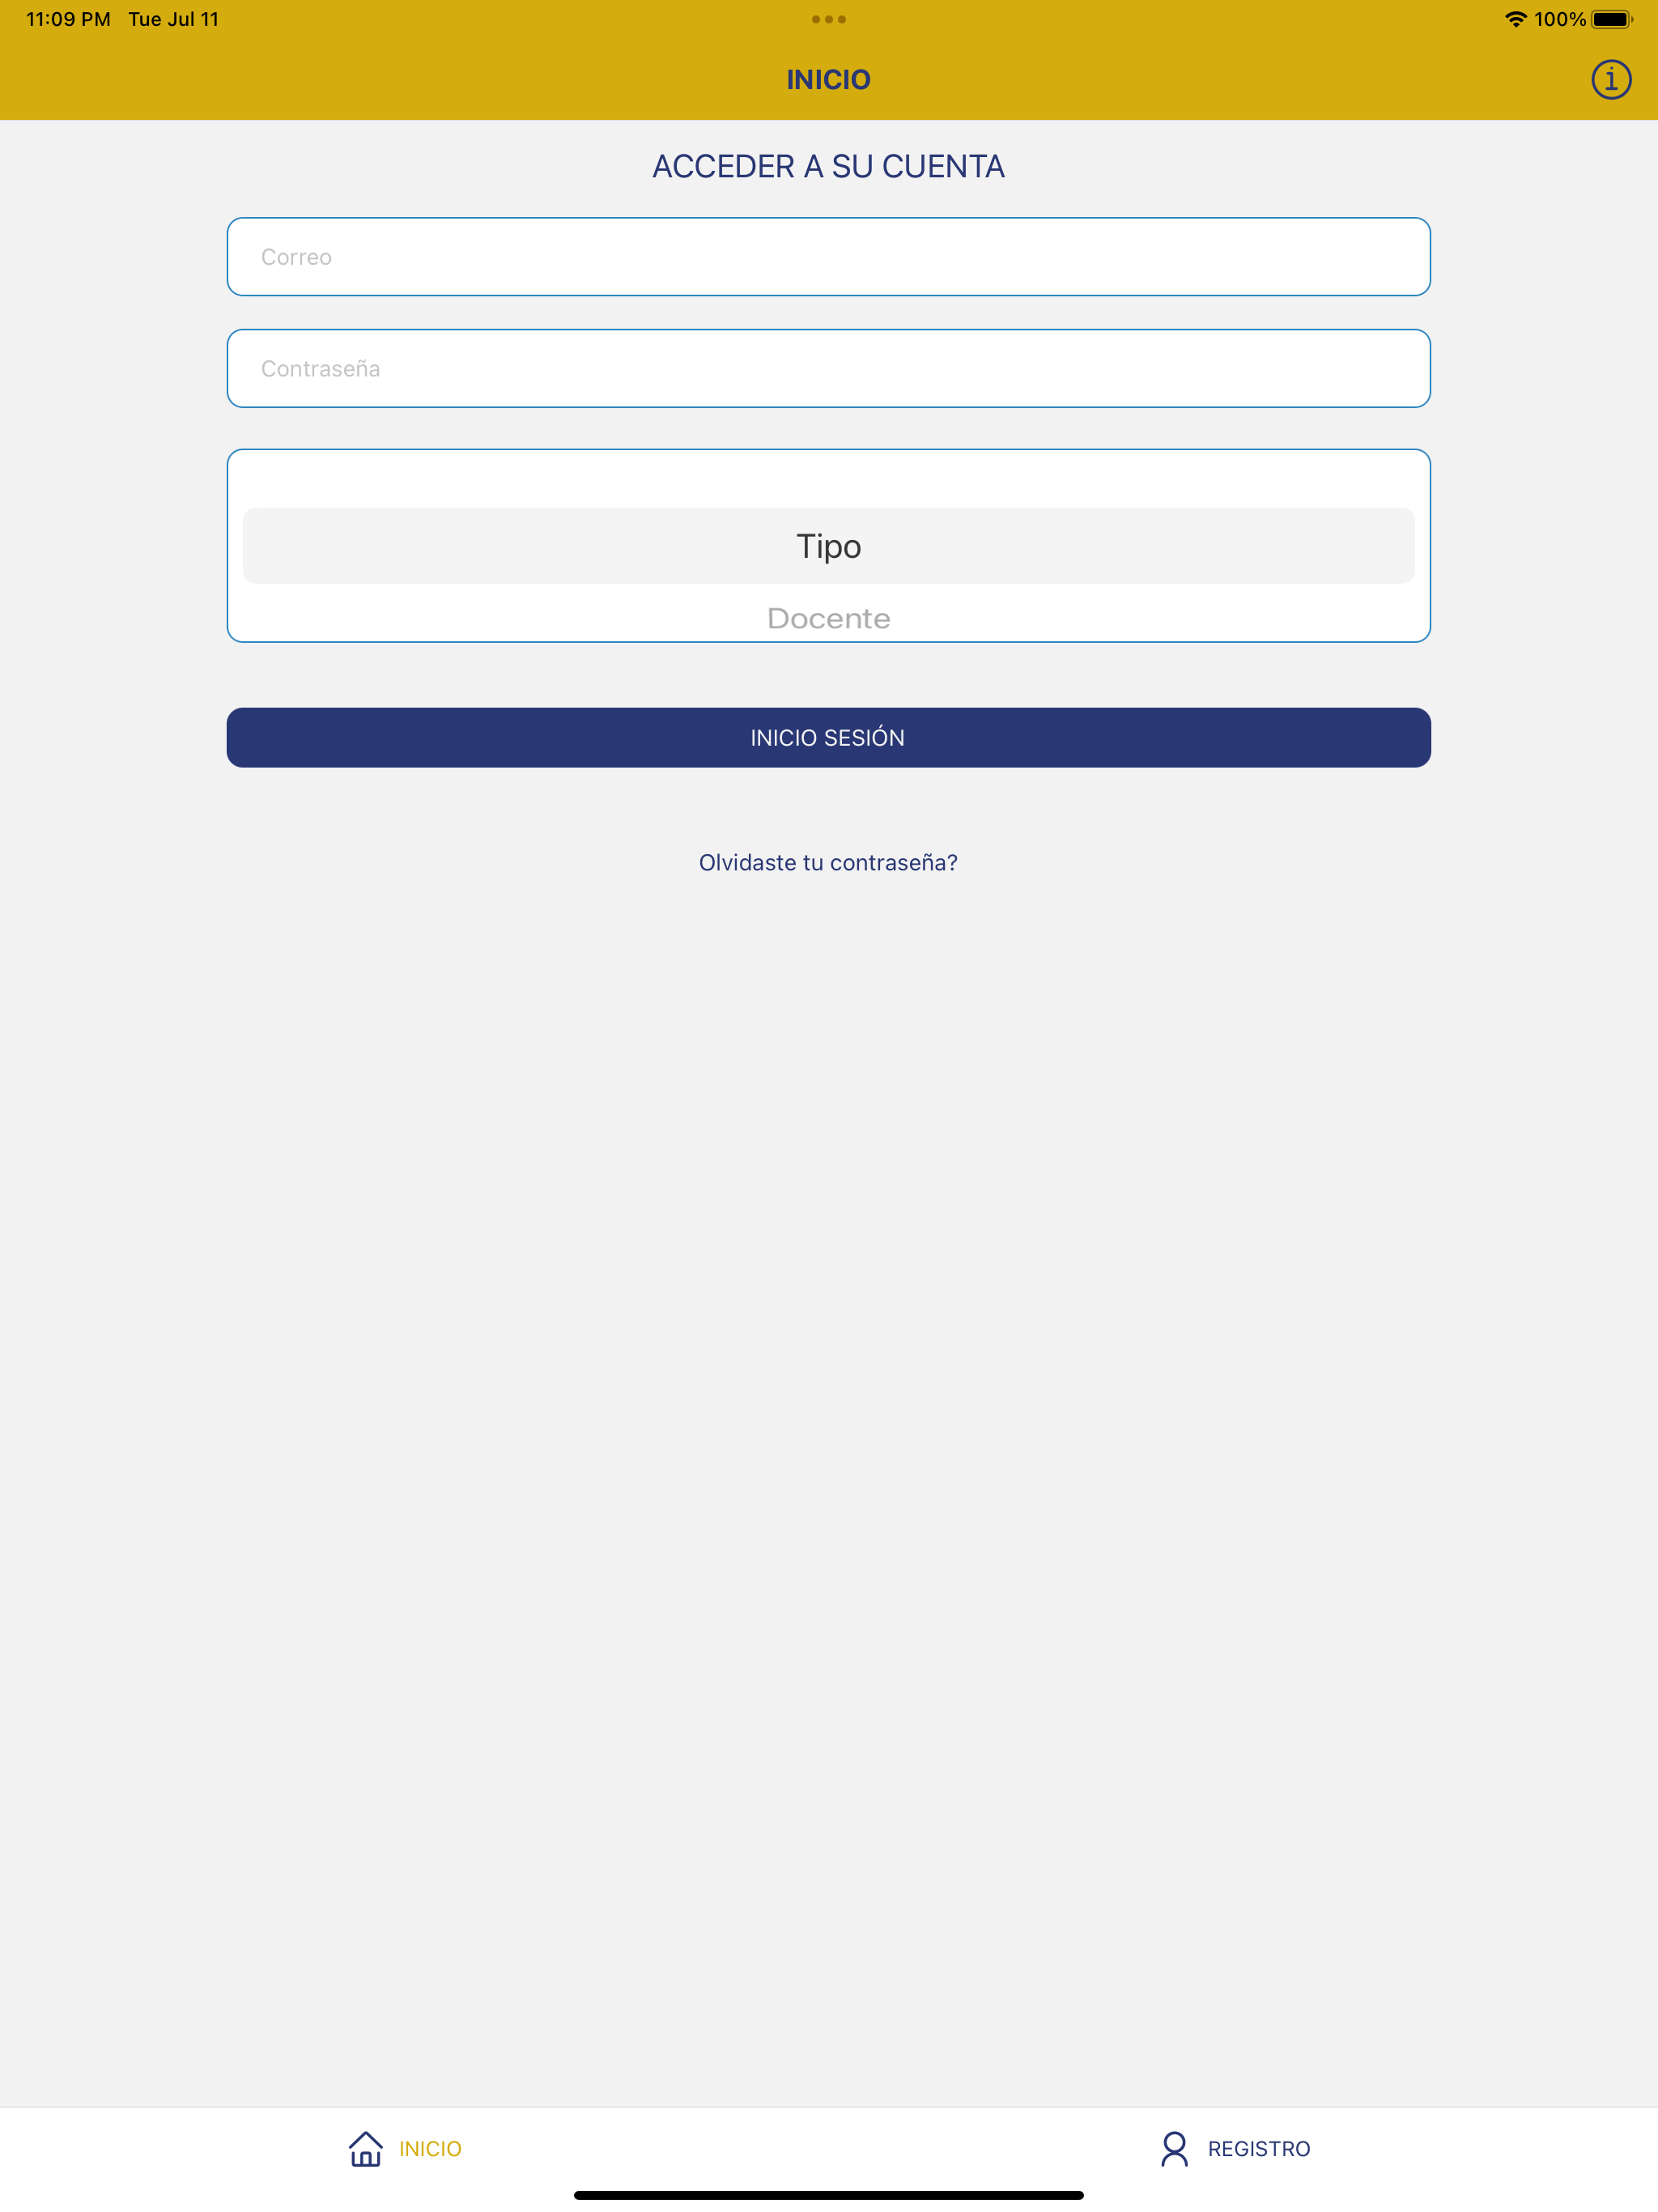 11:09 PM Tue Jul 11
100%
INICIO
ACCEDER A SU CUENTA
Correo
Contraseña
Tipo
Docente
INICIO SESIÓN
Olvidaste tu contraseña?
INICIO
REGISTRO